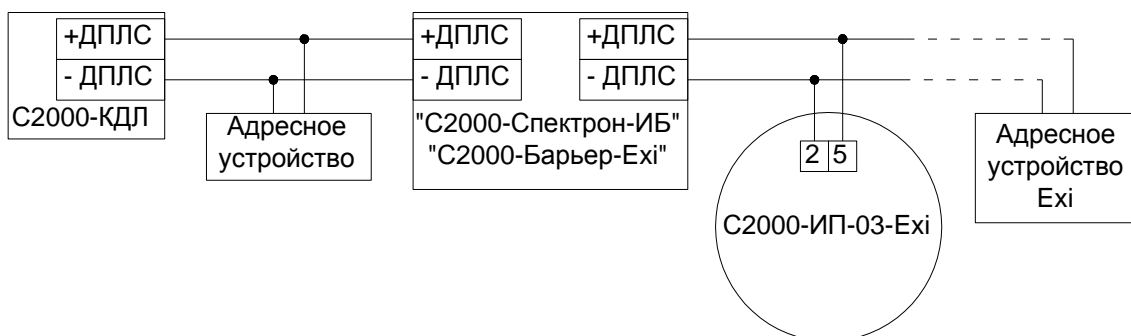 +ДПЛС
- ДПЛС
С2000-КДЛ
Адресное
устройство
+ДПЛС
- ДПЛС
+ДПЛС
- ДПЛС
"С2000-Спектрон-ИБ"
"С2000-Барьер-Exi"
2 5
С2000-ИП-03-Exi
Адресное
устройство
Exi